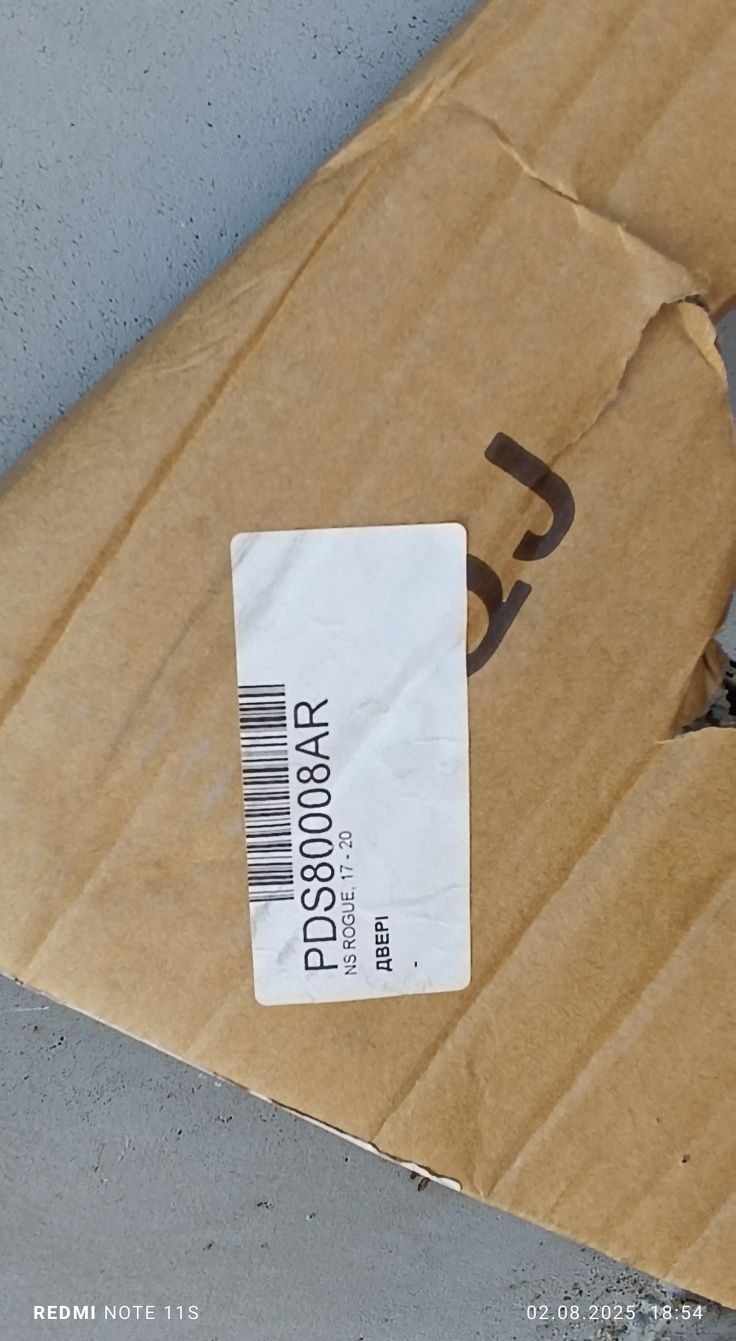 PDS80008AR
NS ROGUE, 17 - 20
ДВЕРІ
-
REDMI NOTE 11S
02.08.2025 18:54